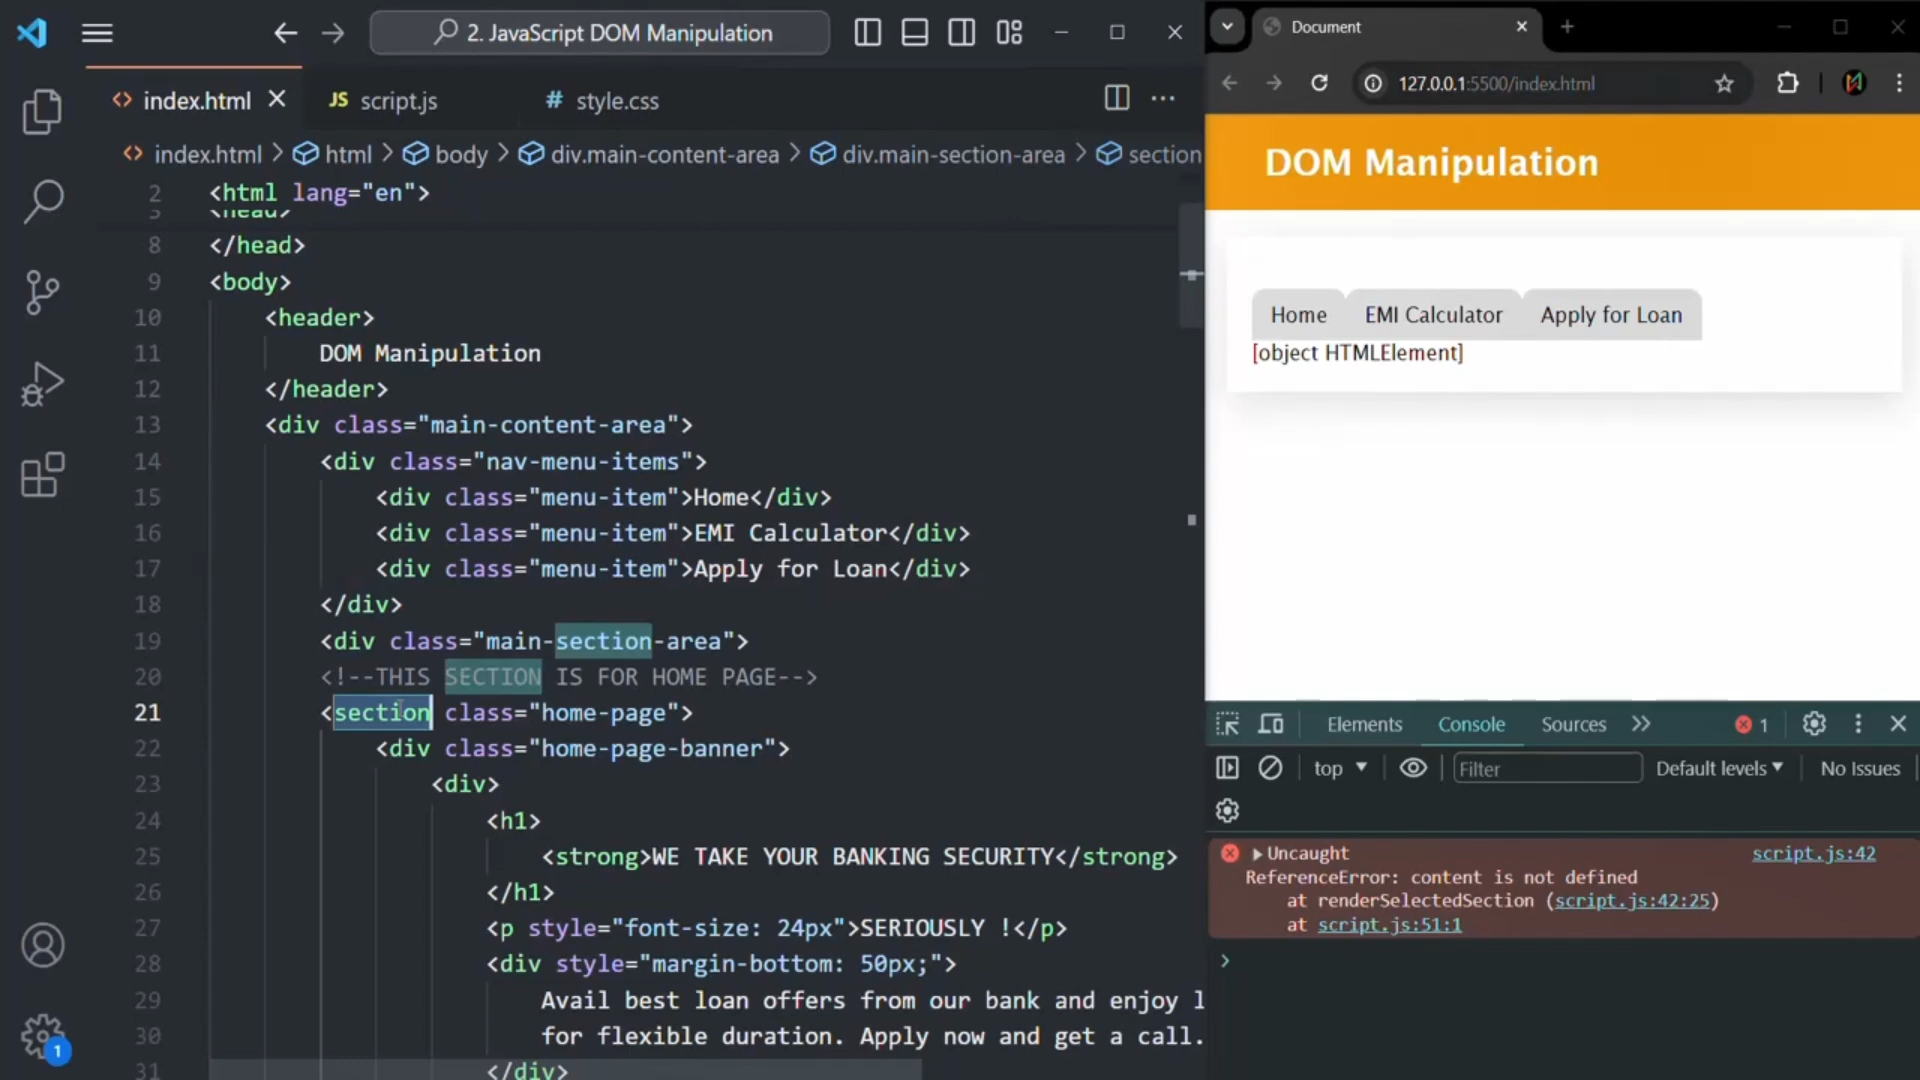 2. JavaScript DOM Manipulation
index.html
JS script.js
# style.css
index.html > html > body > div.main-content-area > div.main-section-area > section
2 <html lang="en">
3 <head>
8 </head>
9 <body>
10 <header>
11 DOM Manipulation
12 </header>
13 <div class="main-content-area">
14 <div class="nav-menu-items">
15 <div class="menu-item">Home</div>
16 <div class="menu-item">EMI Calculator</div>
17 <div class="menu-item">Apply for Loan</div>
18 </div>
19 <div class="main-section-area">
20 <!--THIS SECTION IS FOR HOME PAGE-->
21 <section class="home-page">
22 <div class="home-page-banner">
23 <div>
24 <h1>
25 <strong>WE TAKE YOUR BANKING SECURITY</strong>
26 </h1>
27 <p style="font-size: 24px">SERIOUSLY !</p>
28 <div style="margin-bottom: 50px;">
29 Avail best loan offers from our bank and enjoy l
30 for flexible duration. Apply now and get a call.
31 </div>
1
Document
127.0.0.1:5500/index.html
DOM Manipulation
Home EMI Calculator Apply for Loan
[object HTMLElement]
Elements Console Sources 1
top Filter Default levels No Issues
Uncaught script.js:42
ReferenceError: content is not defined
at renderSelectedSection (script.js:42:25)
at script.js:51:1